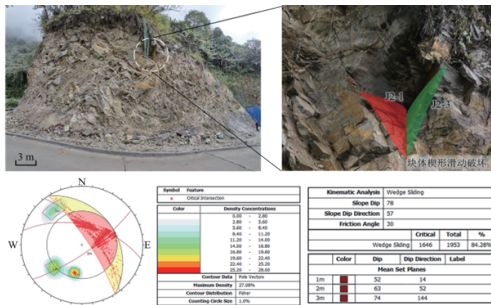 3 m
J2-1
J2-3
块体楔形滑动破坏
N
W
E
Symbol Feature
Critical Intersection
Color Density Concentrations
0.00 - 2.80
2.80 - 5.60
5.60 - 8.40
8.40 - 11.20
11.20 - 14.00
14.00 - 16.80
16.80 - 19.60
19.60 - 22.40
22.40 - 25.20
25.20 - 28.00
Contour Data Pole Vectors
Maximum Density 27.09%
Contour Distribution Fisher
Counting Circle Size 1.0%
Kinematic Analysis Wedge Sliding
Slope Dip 78
Slope Dip Direction 57
Friction Angle 30
Critical Total %
Wedge Sliding 1646 1953 84.28%
Color Dip Dip Direction Label
Mean Set Planes
1m 52 14
2m 63 52
3m 74 144